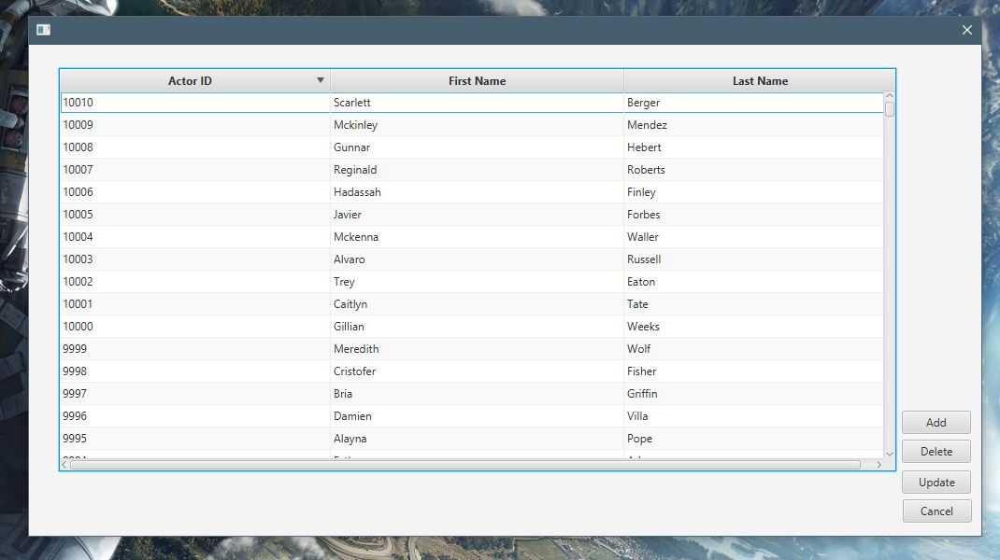 Actor ID First Name Last Name
10010 Scarlett Berger
10009 Mckinley Mendez
10008 Gunnar Hebert
10007 Reginald Roberts
10006 Hadassah Finley
10005 Javier Forbes
10004 Mckenna Waller
10003 Alvaro Russell
10002 Trey Eaton
10001 Caitlyn Tate
10000 Gillian Weeks
9999 Meredith Wolf
9998 Cristofer Fisher
9997 Bria Griffin
9996 Damien Villa
9995 Alayna Pope
Add
Delete
Update
Cancel